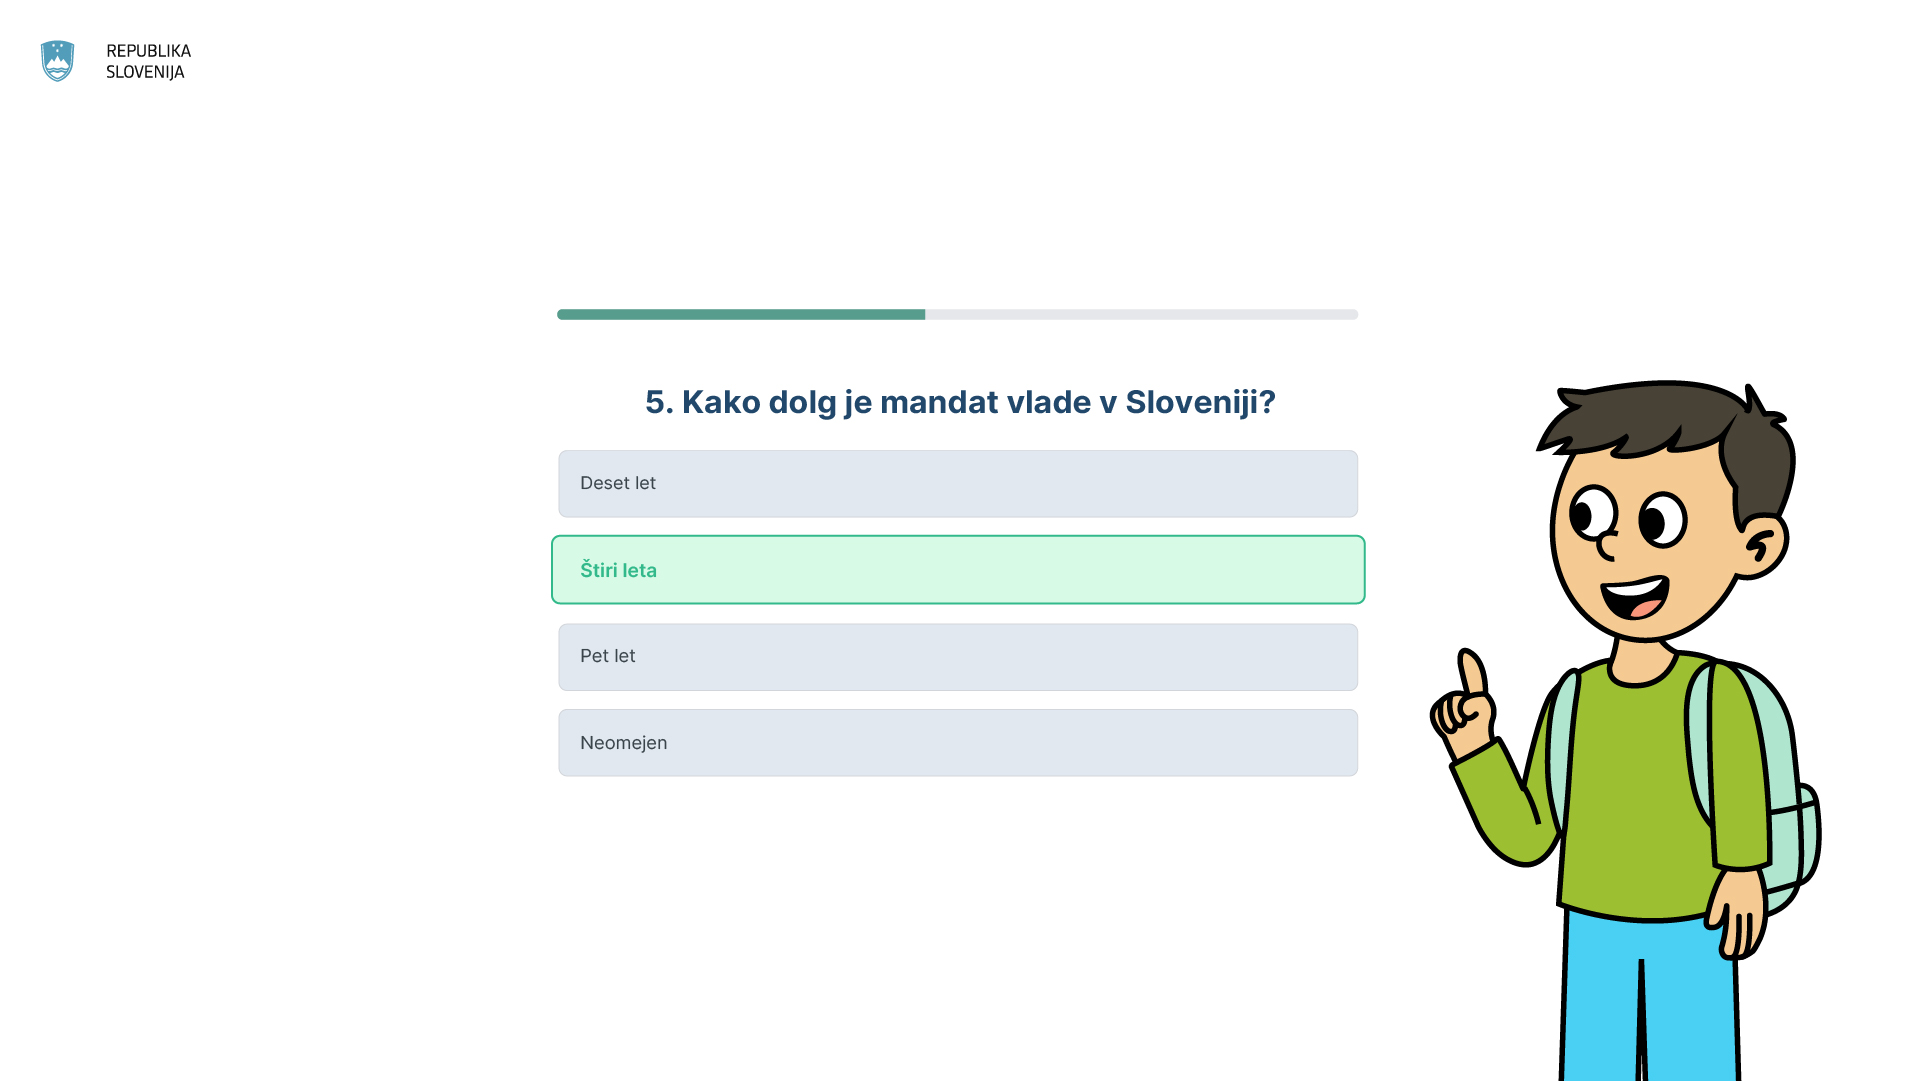 REPUBLIKA
SLOVENIJA
5. Kako dolg je mandat vlade v Sloveniji?
Deset let
Štiri leta
Pet let
Neomejen